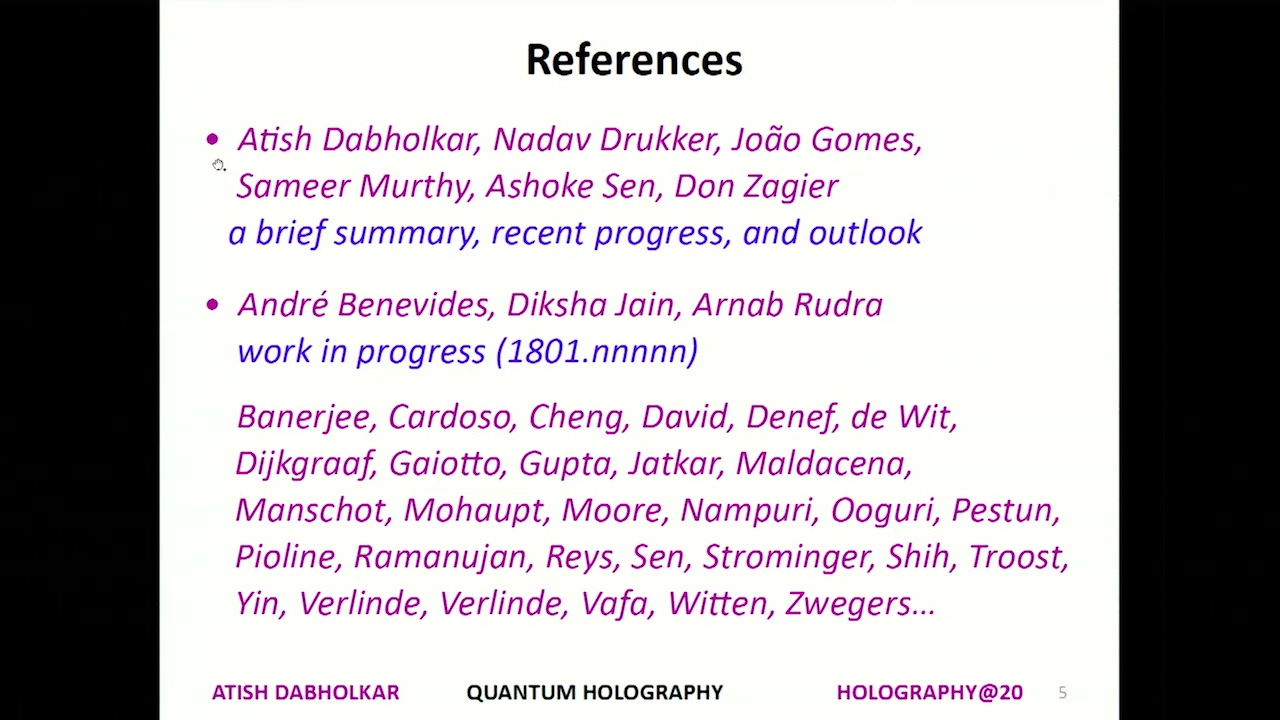 References
• Atish Dabholkar, Nadav Drukker, João Gomes,
Sameer Murthy, Ashoke Sen, Don Zagier
a brief summary, recent progress, and outlook
• André Benevides, Diksha Jain, Arnab Rudra
work in progress (1801.nnnnn)
Banerjee, Cardoso, Cheng, David, Denef, de Wit,
Dijkgraaf, Gaiotto, Gupta, Jatkar, Maldacena,
Manschot, Mohaupt, Moore, Nampuri, Ooguri, Pestun,
Pioline, Ramanujan, Reys, Sen, Strominger, Shih, Troost,
Yin, Verlinde, Verlinde, Vafa, Witten, Zwegers...
ATISH DABHOLKAR QUANTUM HOLOGRAPHY HOLOGRAPHY@20 5